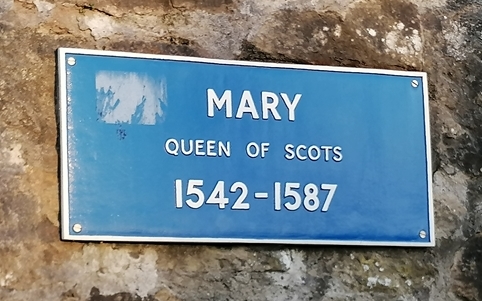 MARY
QUEEN OF SCOTS
1542-1587